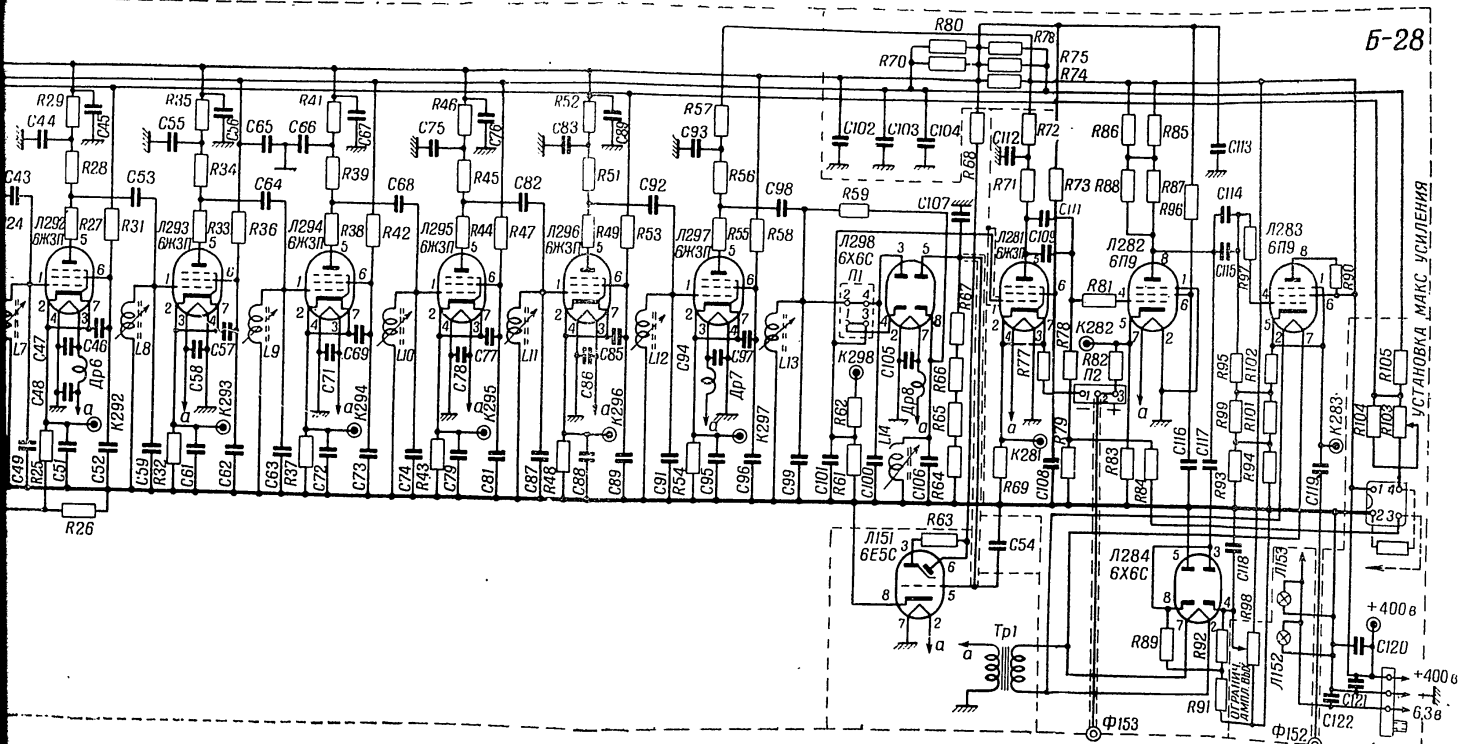 Б-28
R80
R78
R70
R75
R74
R29
C44
C45
R28
C43
C53
Л292
6Ж3П
R27
R31
R35
C55
C56
R34
C64
Л293
6Ж3П
R33
R36
R41
C65
C66
C67
R39
C68
Л294
6Ж3П
R38
R42
R46
C75
C76
R45
C82
Л295
6Ж3П
R44
R47
R52
C83
C89
R51
C92
Л296
6Ж3П
R49
R53
R57
C93
R56
C98
Л297
6Ж3П
R55
R58
C102
C103
C104
R68
R59
C107
Л298
6Х6С
П1
C112
R72
R71
R73
C111
C109
Л281
6Ж3П
R86
R85
R88
R87
R96
C113
C114
C115
R97
Л282
6П9
Л283
6П9
R90
R81
K282
R82
П2
R78
R77
R67
R66
R65
R64
K298
C105
Др8
L14
C106
R62
R61
C101
C100
C99
L7
C47
C46
C48
Др6
K292
C49
R25
C51
C52
R26
L8
C57
C58
K293
C59
R32
C61
C62
L9
C69
C71
K294
C63
R37
C72
C73
L10
C77
C78
K295
C74
R43
C79
C81
L11
C85
C86
K296
C87
R48
C88
C89
L12
C94
C97
Др7
K297
C91
R54
C95
C96
L13
K281
R69
C108
R79
R83
R84
C116
C117
R95
R102
R99
R101
R93
R94
K283
C119
R105
R104
R103
УСТАНОВКА МАКС УСИЛЕНИЯ
1 4
2 3
R63
Л151
6Е5С
C54
Тр1
a
Л284
6Х6С
C118
R89
R92
R91
R98
ОГРАНИЧ.
АМПЛ. ВЫХ
Л153
Л152
+400в
C120
C121
C122
+400в
6,3в
Ф153
Ф152